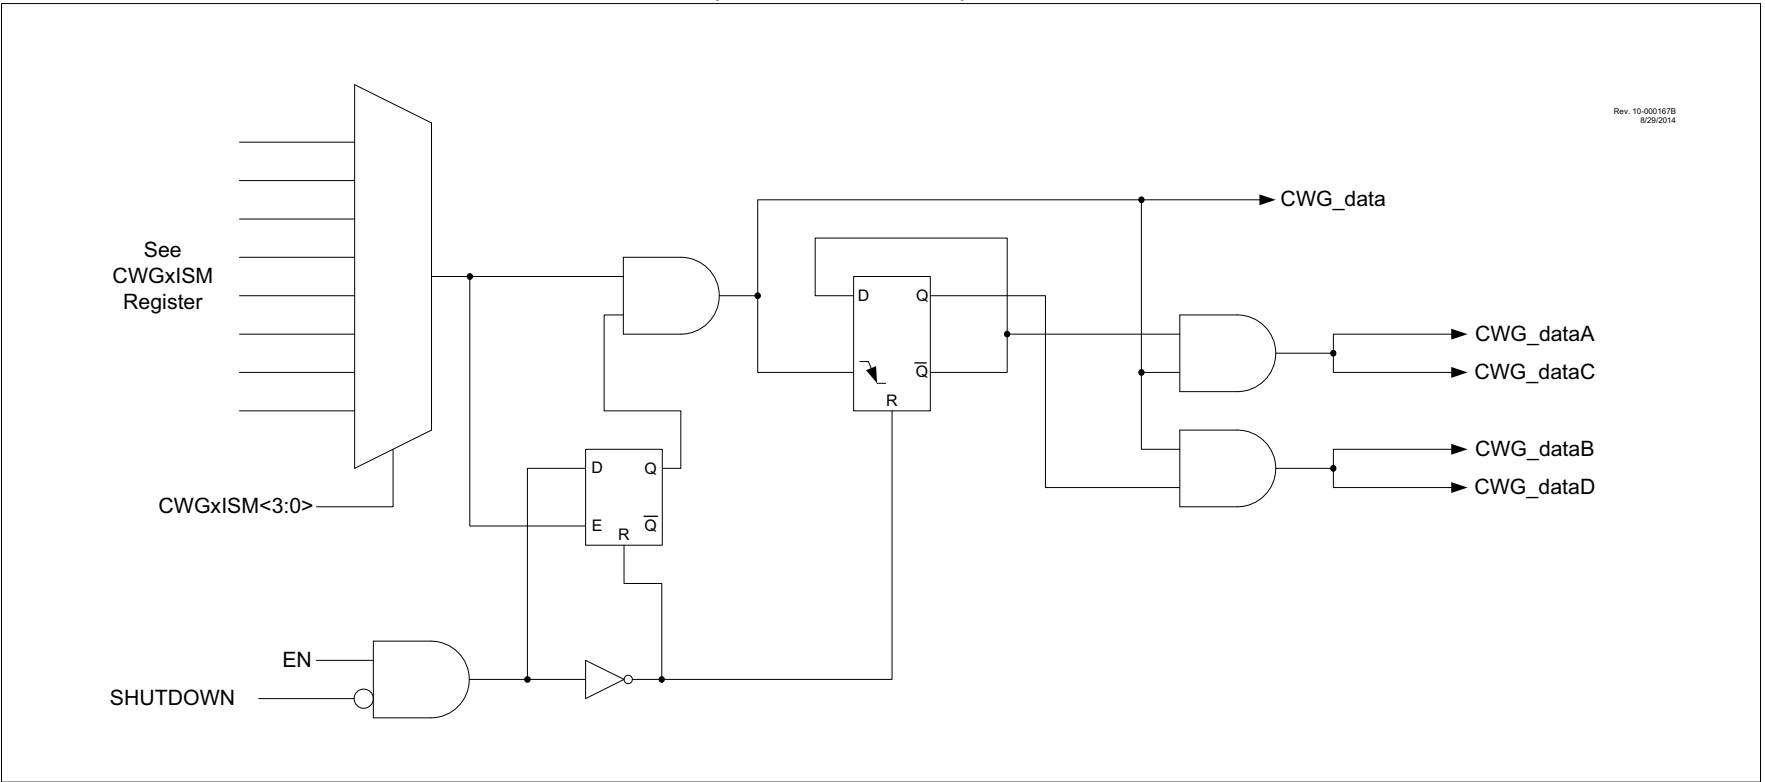 Rev. 10-000167B
8/29/2014
CWG_data
See
CWGxISM
Register
D
Q
Q
R
CWG_dataA
CWG_dataC
CWG_dataB
CWG_dataD
D
Q
E
R
Q
CWGxISM<3:0>
EN
SHUTDOWN